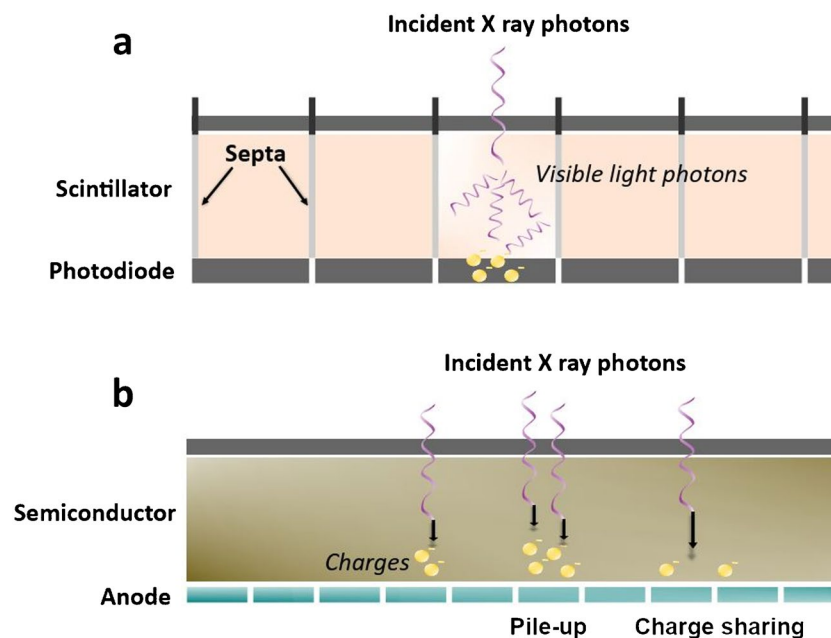 a
Incident X ray photons
Septa
Visible light photons
Scintillator
Photodiode
b
Incident X ray photons
Semiconductor
Charges
Anode
Pile-up
Charge sharing